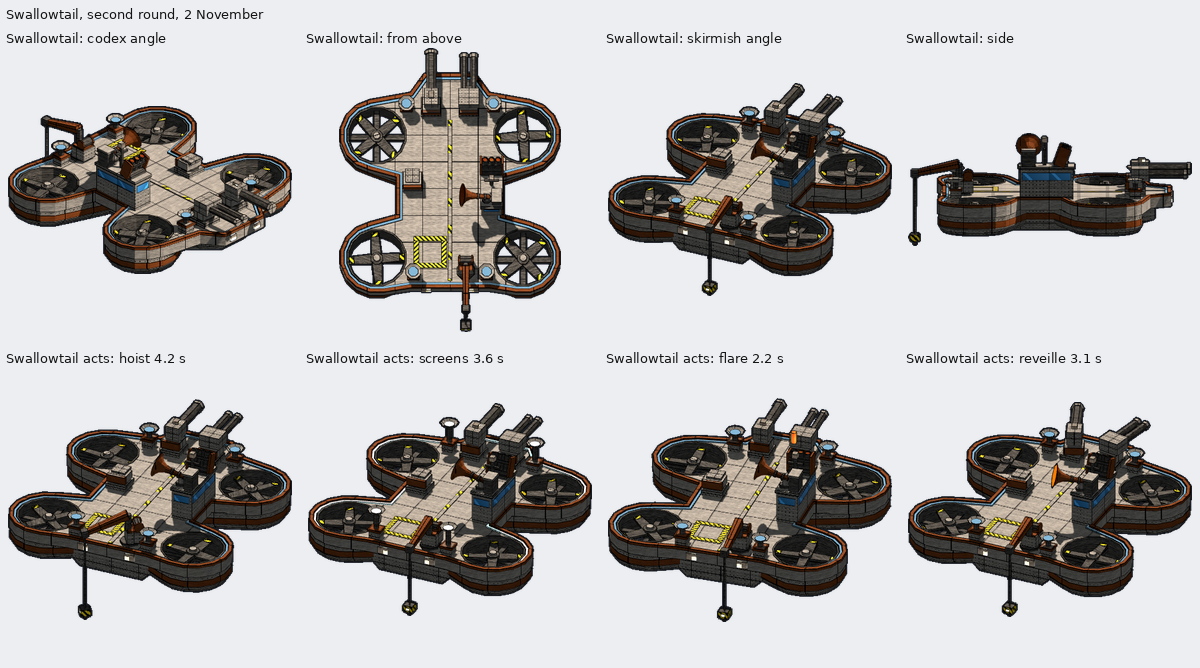 Swallowtail, second round, 2 November
Swallowtail: codex angle
Swallowtail: from above
Swallowtail: skirmish angle
Swallowtail: side
Swallowtail acts: hoist 4.2 s
Swallowtail acts: screens 3.6 s
Swallowtail acts: flare 2.2 s
Swallowtail acts: reveille 3.1 s